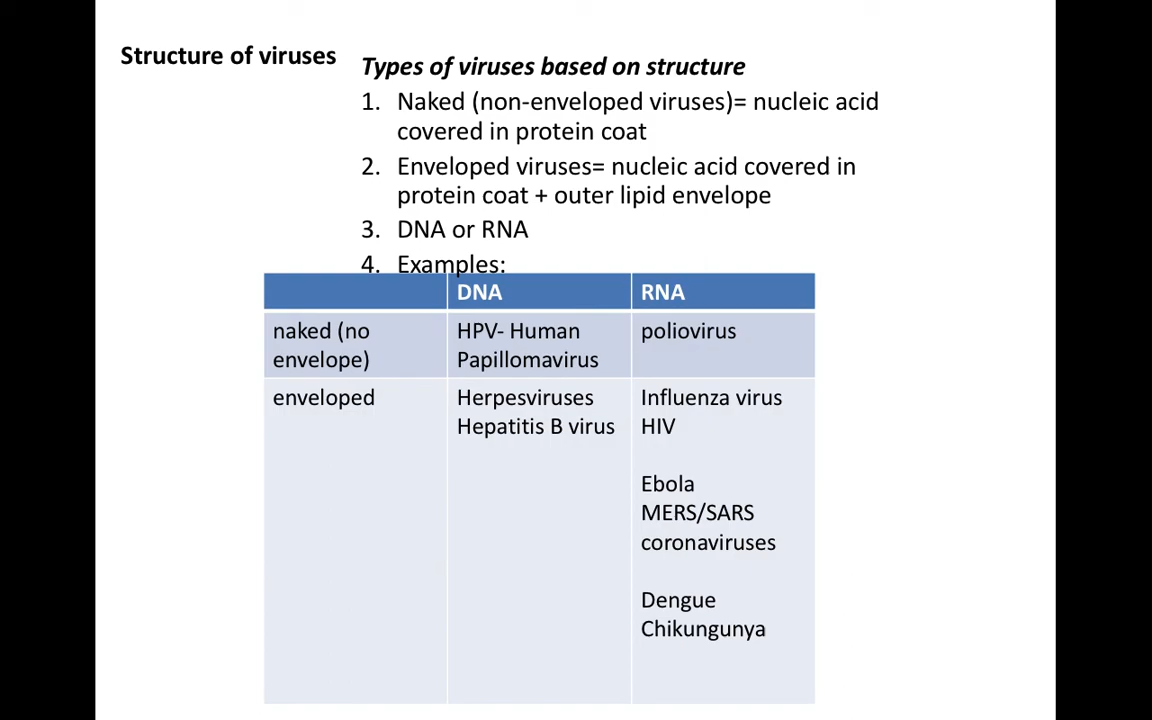 Structure of viruses
Types of viruses based on structure
1. Naked (non-enveloped viruses)= nucleic acid
covered in protein coat
2. Enveloped viruses= nucleic acid covered in
protein coat + outer lipid envelope
3. DNA or RNA
4. Examples:
DNA RNA
naked (no HPV- Human poliovirus
envelope) Papillomavirus
enveloped Herpesviruses Influenza virus
Hepatitis B virus HIV
Ebola
MERS/SARS
coronaviruses
Dengue
Chikungunya